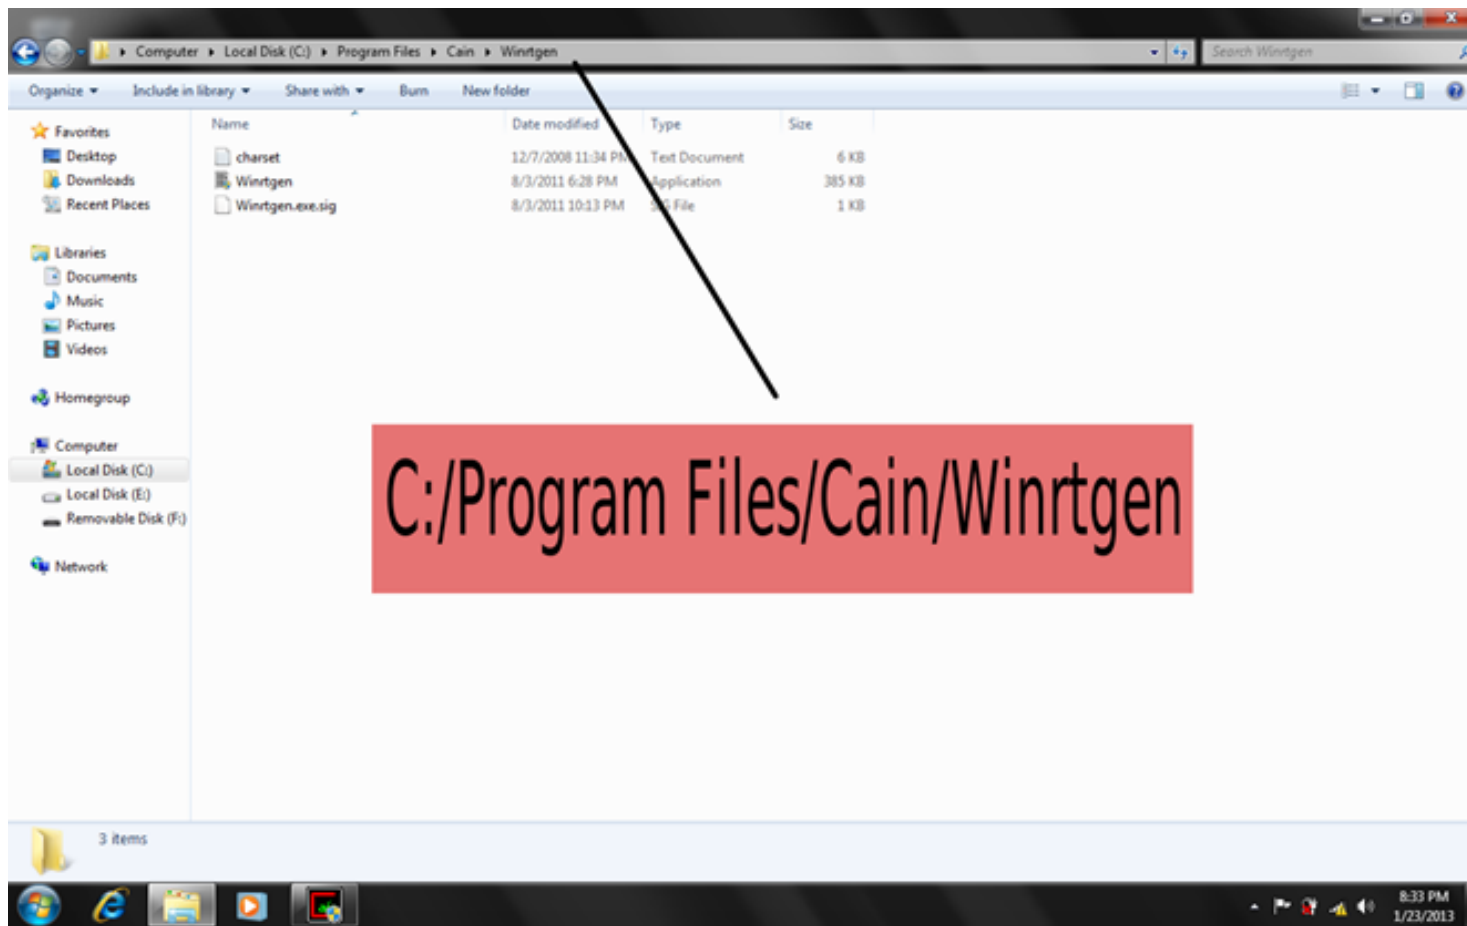 Computer Local Disk (C:) Program Files Cain Winrtgen
Search Winrtgen
Organize Include in library Share with Burn New folder
Name Date modified Type Size
Favorites
Desktop
Downloads
Recent Places
Libraries
Documents
Music
Pictures
Videos
Homegroup
Computer
Local Disk (C:)
Local Disk (E:)
Removable Disk (F:)
Network
charset 12/7/2008 11:34 PM Text Document 6 KB
Winrtgen 8/3/2011 6:28 PM Application 385 KB
Winrtgen.exe.sig 8/3/2011 10:13 PM SIG File 1 KB
C:/Program Files/Cain/Winrtgen
3 items
8:33 PM
1/23/2013